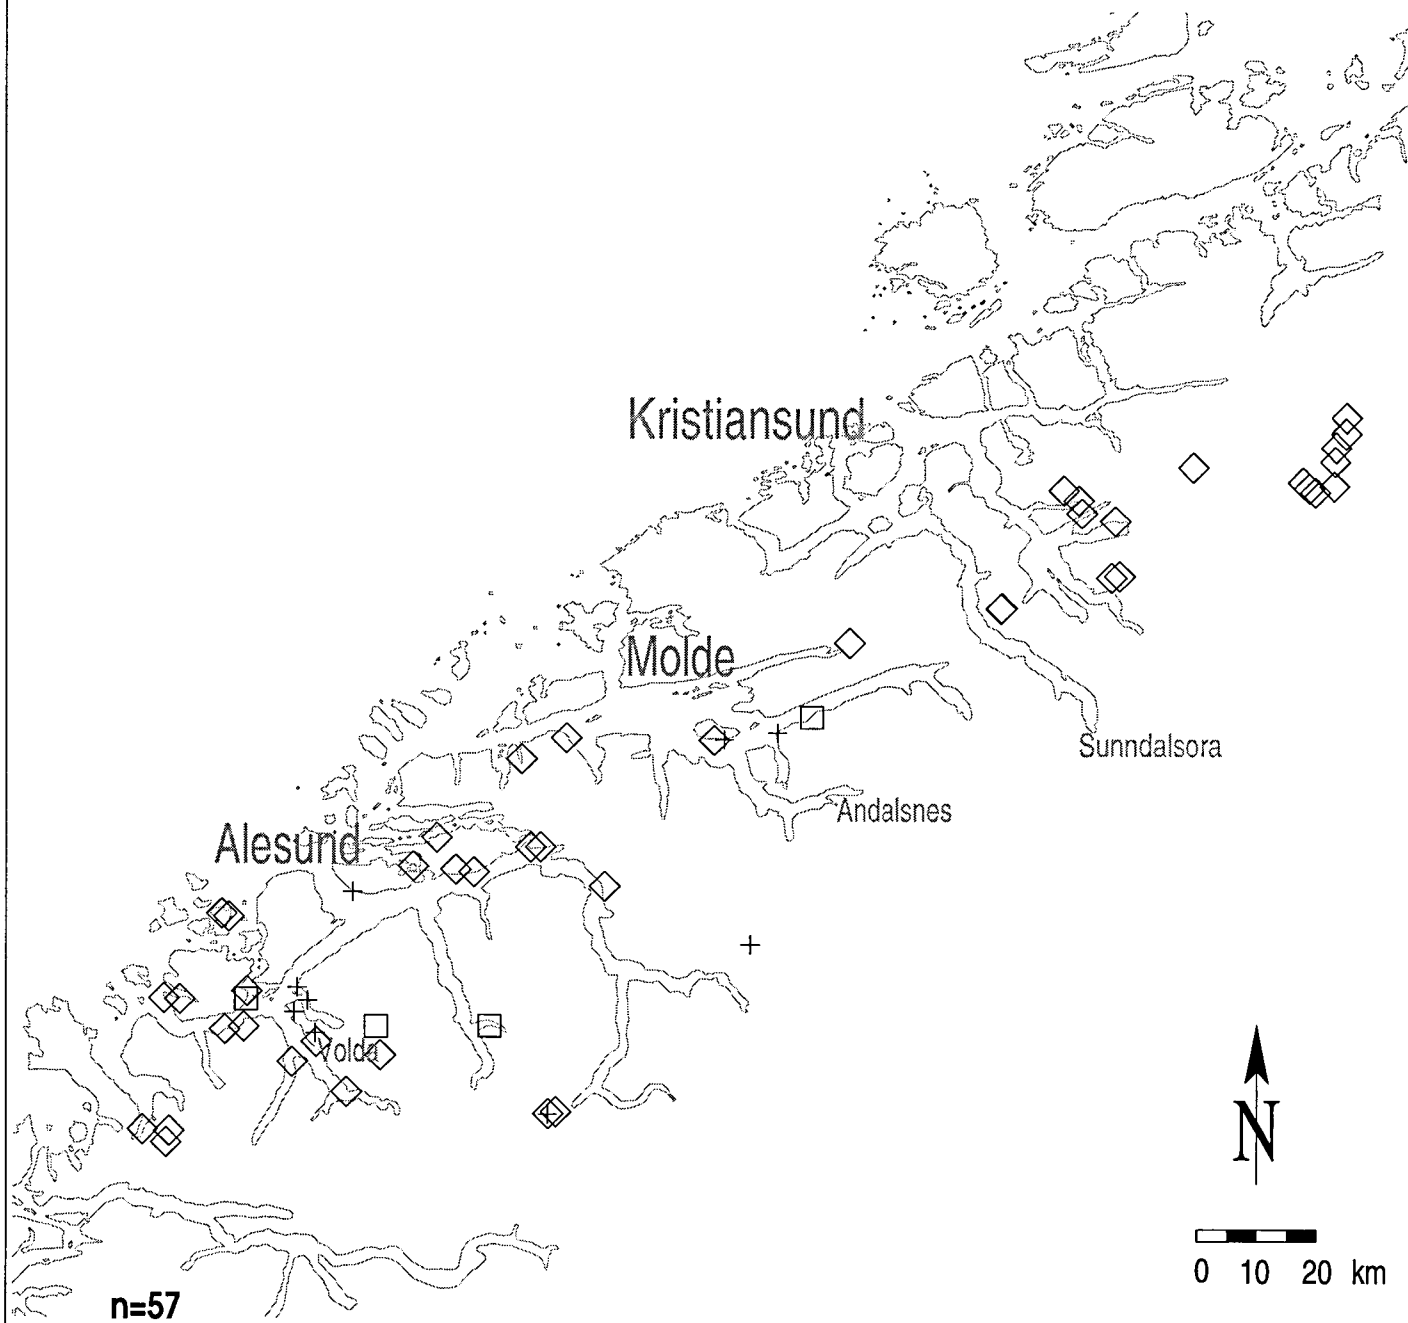 Kristiansund
Molde
Sunndalsora
Andalsnes
Alesund
Volda
N
0 10 20 km
n=57